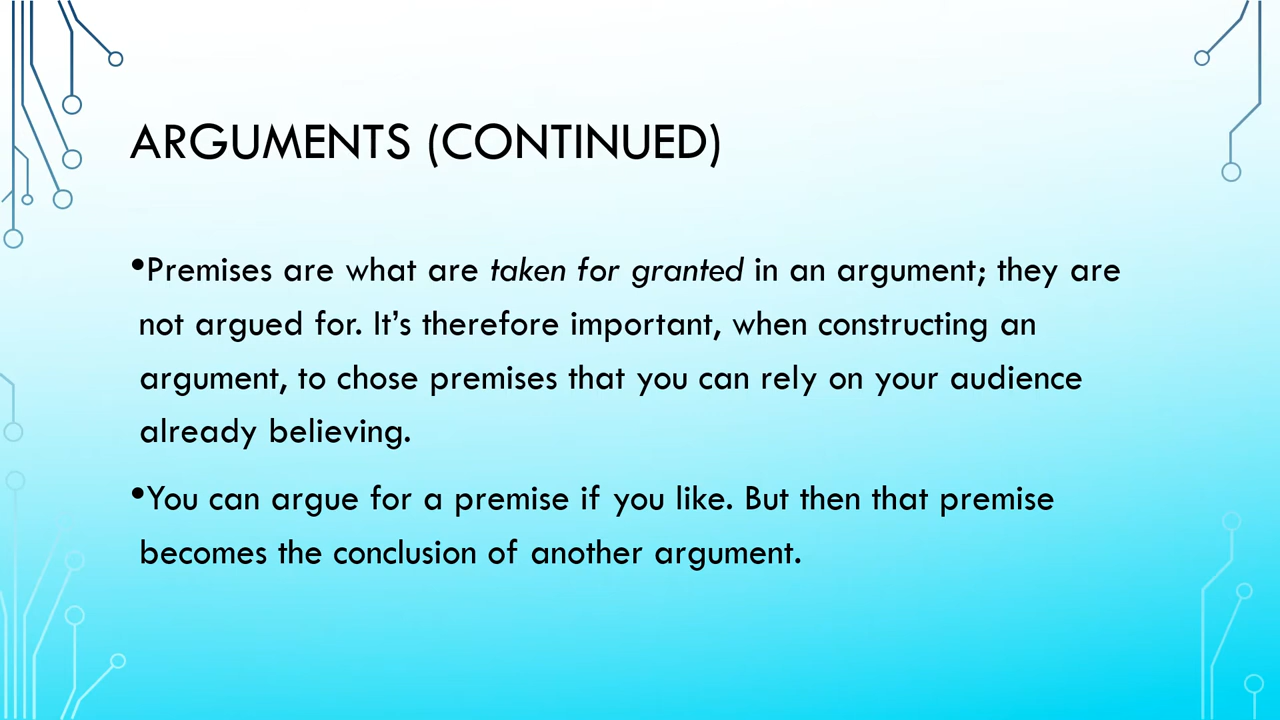 ARGUMENTS (CONTINUED)
•Premises are what are taken for granted in an argument; they are
not argued for. It’s therefore important, when constructing an
argument, to chose premises that you can rely on your audience
already believing.
•You can argue for a premise if you like. But then that premise
becomes the conclusion of another argument.